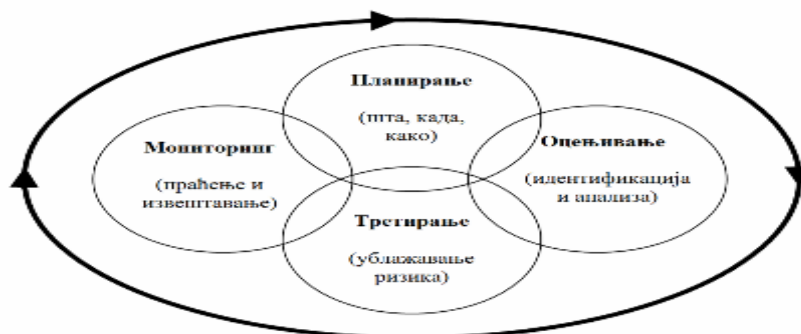 Планирање
(шта, када,
како)
Мониторинг
(праћење и
извештавање)
Оцењивање
(идентификација
и анализа)
Третирање
(ублажавање
ризика)